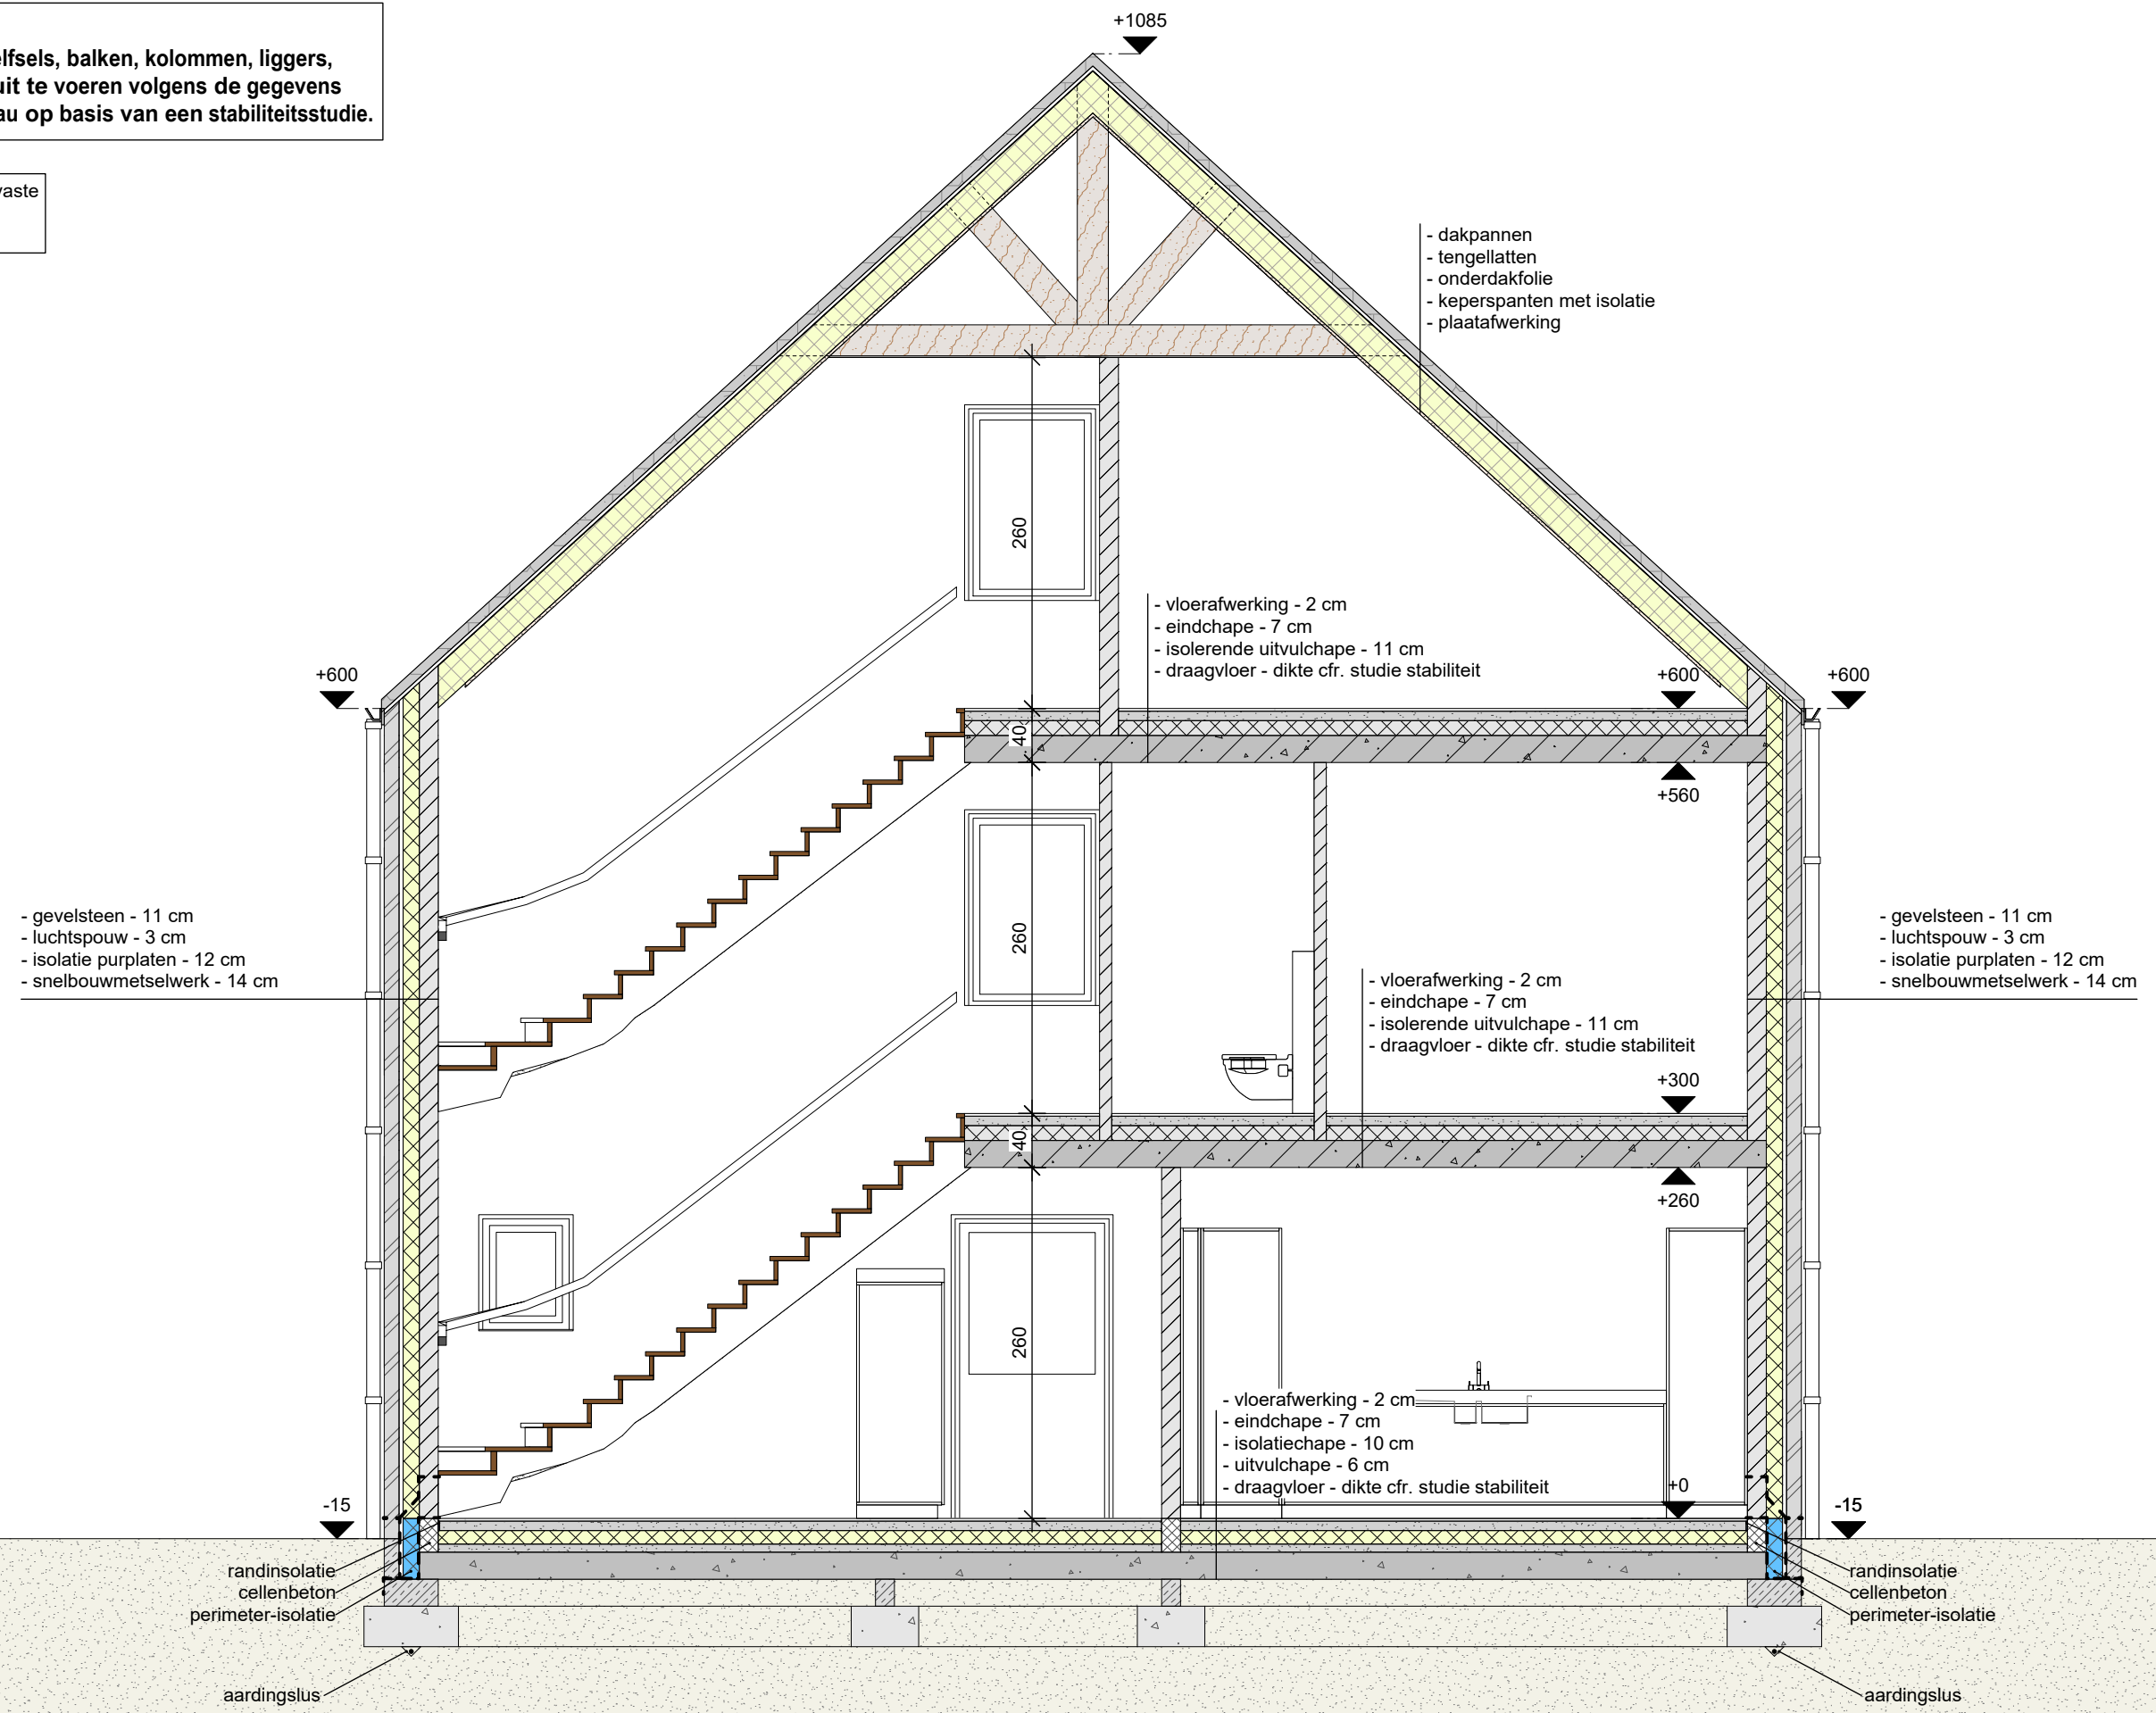 balken, kolommen, liggers,
uit te voeren volgens de gegevens
op basis van een stabiliteitsstudie.
+1085
- dakpannen
- tengellatten
- onderdakfolie
- keperspanten met isolatie
- plaatafwerking
260
- vloerafwerking - 2 cm
- eindchape - 7 cm
- isolerende uitvulchape - 11 cm
- draagvloer - dikte cfr. studie stabiliteit
+600
+600
+600
40
+560
- gevelsteen - 11 cm
- luchtspouw - 3 cm
- isolatie purplaten - 12 cm
- snelbouwmetselwerk - 14 cm
260
- gevelsteen - 11 cm
- luchtspouw - 3 cm
- isolatie purplaten - 12 cm
- snelbouwmetselwerk - 14 cm
- vloerafwerking - 2 cm
- eindchape - 7 cm
- isolerende uitvulchape - 11 cm
- draagvloer - dikte cfr. studie stabiliteit
+300
40
+260
260
- vloerafwerking - 2 cm
- eindchape - 7 cm
- isolatiechape - 10 cm
- uitvulchape - 6 cm
- draagvloer - dikte cfr. studie stabiliteit
+0
-15
-15
randinsolatie
cellenbeton
perimeter-isolatie
randinsolatie
cellenbeton
perimeter-isolatie
aardingslus
aardingslus